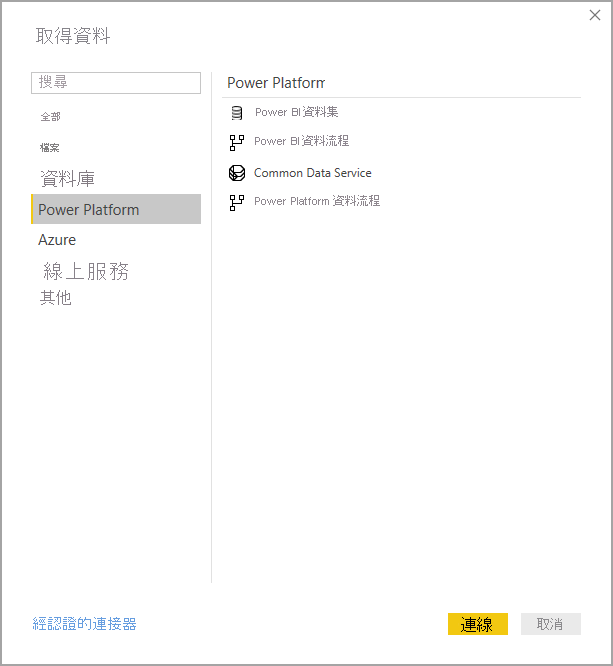 取得資料
搜尋
全部
檔案
資料庫
Power Platform
Azure
線上服務
其他
Power Platform
Power BI 資料集
Power BI 資料流程
Common Data Service
Power Platform 資料流程
經認證的連接器
連線
取消